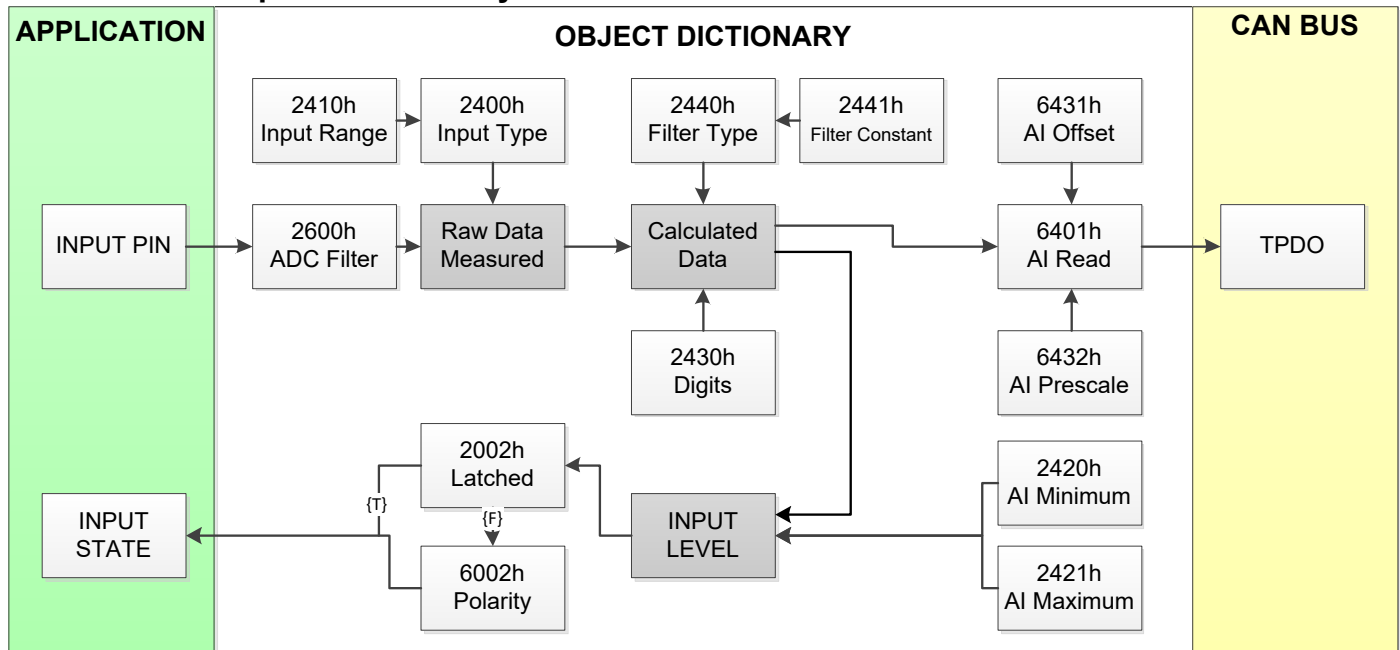 APPLICATION
OBJECT DICTIONARY
CAN BUS
2410h
Input Range
2400h
Input Type
2440h
Filter Type
2441h
Filter Constant
6431h
AI Offset
INPUT PIN
2600h
ADC Filter
Raw Data
Measured
Calculated
Data
6401h
AI Read
TPDO
2430h
Digits
6432h
AI Prescale
2002h
Latched
2420h
AI Minimum
{T}
{F}
INPUT
STATE
INPUT
LEVEL
6002h
Polarity
2421h
AI Maximum